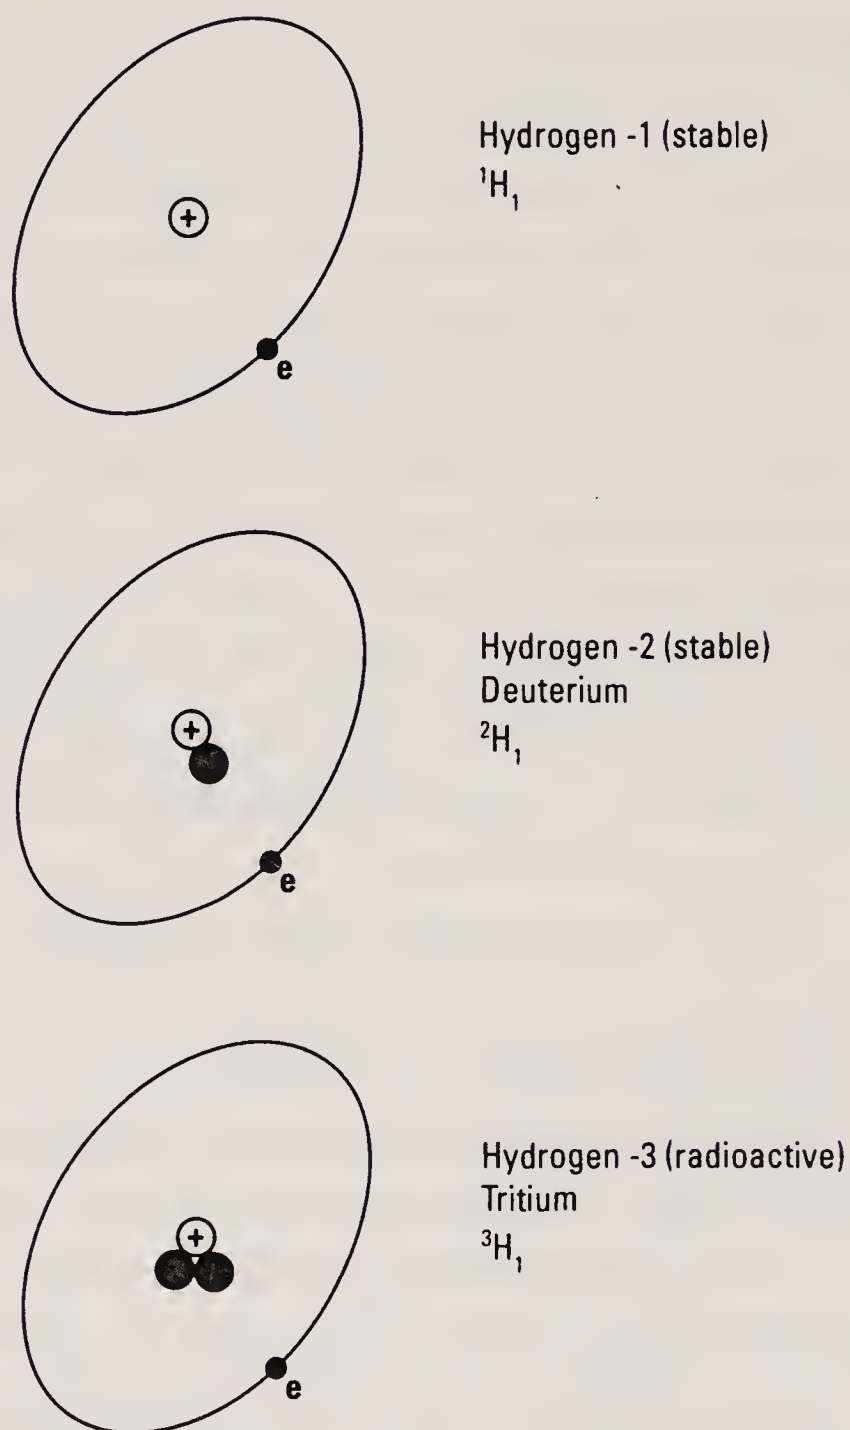 Hydrogen -1 (stable)
¹H₁
+
e
Hydrogen -2 (stable)
Deuterium
²H₁
+
e
Hydrogen -3 (radioactive)
Tritium
³H₁
+
e